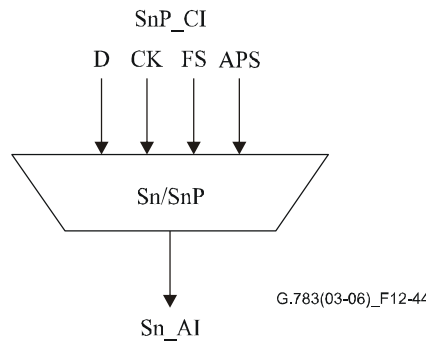 SnP_CI
D CK FS APS
Sn/SnP
G.783(03-06)_F12-44
Sn_AI